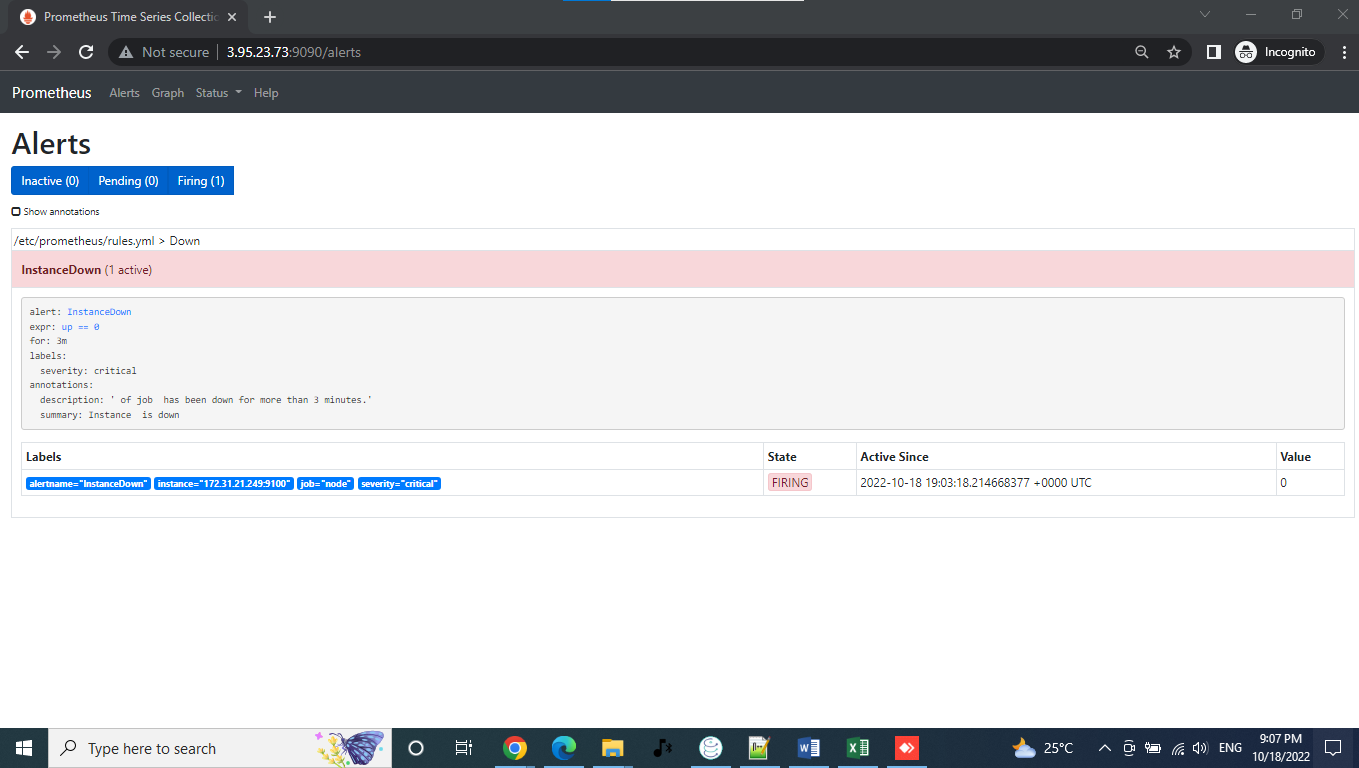 Prometheus Time Series Collectic
Not secure 3.95.23.73:9090/alerts Incognito
Prometheus Alerts Graph Status Help
Alerts
Inactive (0) Pending (0) Firing (1)
Show annotations
/etc/prometheus/rules.yml > Down
InstanceDown (1 active)
alert: InstanceDown
expr: up == 0
for: 3m
labels:
severity: critical
annotations:
description: ' of job  has been down for more than 3 minutes.'
summary: Instance  is down
Labels State Active Since Value
alertname="InstanceDown" instance="172.31.21.249:9100" job="node" severity="critical" FIRING 2022-10-18 19:03:18.214668377 +0000 UTC 0
Type here to search 25°C ENG 9:07 PM
10/18/2022